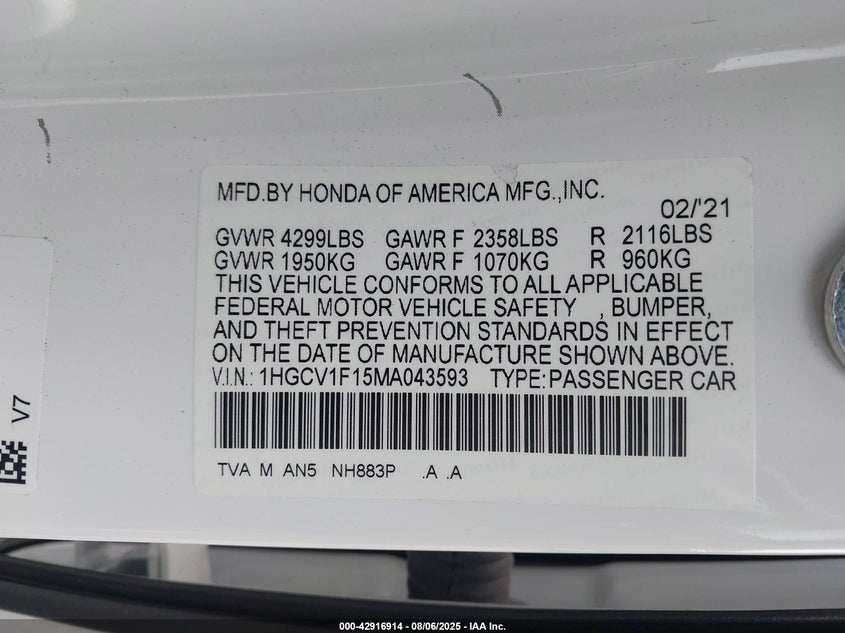 MFD.BY HONDA OF AMERICA MFG.,INC.
02/'21
GVWR 4299LBS GAWR F 2358LBS R 2116LBS
GVWR 1950KG GAWR F 1070KG R 960KG
THIS VEHICLE CONFORMS TO ALL APPLICABLE
FEDERAL MOTOR VEHICLE SAFETY , BUMPER,
AND THEFT PREVENTION STANDARDS IN EFFECT
ON THE DATE OF MANUFACTURE SHOWN ABOVE.
V.I.N.: 1HGCV1F15MA043593 TYPE:PASSENGER CAR
TVA M AN5 NH883P .A .A
V7
000-42916914 - 08/06/2025 - IAA Inc.